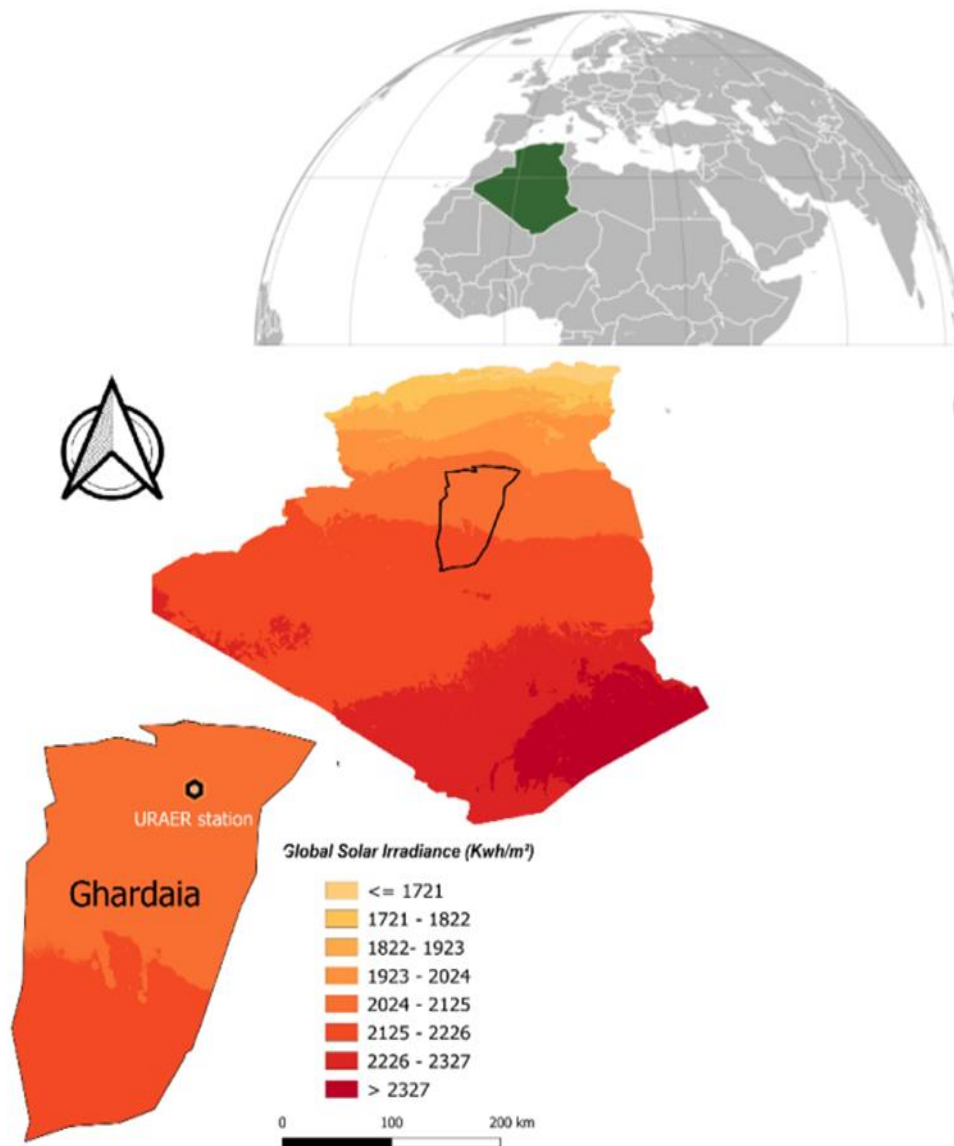 URAER station
Ghardaia
Global Solar Irradiance (Kwh/m²)
<= 1721
1721 - 1822
1822- 1923
1923 - 2024
2024 - 2125
2125 - 2226
2226 - 2327
> 2327
0 100 200 km